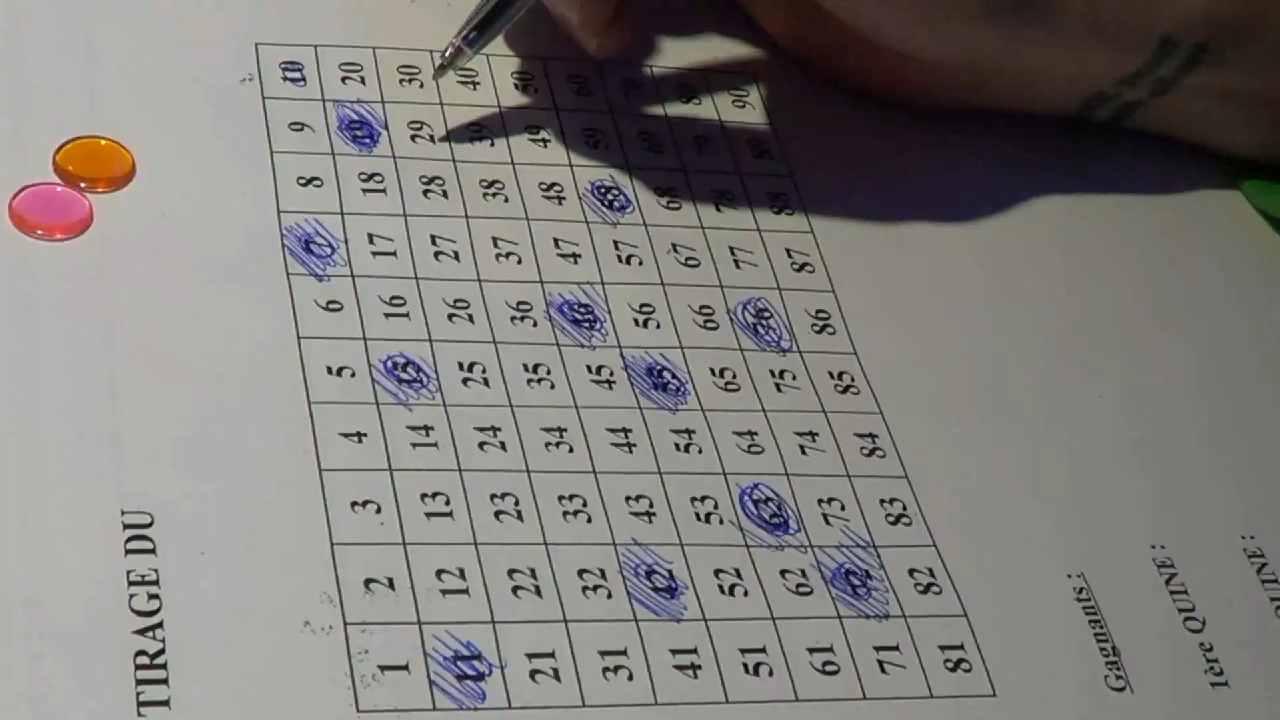 TIRAGE DU
1 2 3 4 5 6 8 9 10
11 12 13 14 15 16 17 18 19 20
21 22 23 24 25 26 27 28 29 30
31 32 33 34 35 36 37 38 39 40
41 42 43 44 45 46 47 48 49 50
51 52 53 54 55 56 57 58 59 60
61 62 63 64 65 66 67 68 69 70
71 72 73 74 75 76 77 78 79 80
81 82 83 84 85 86 87 88 89 90
Gagnants :
1ère QUINE :
QUINE :